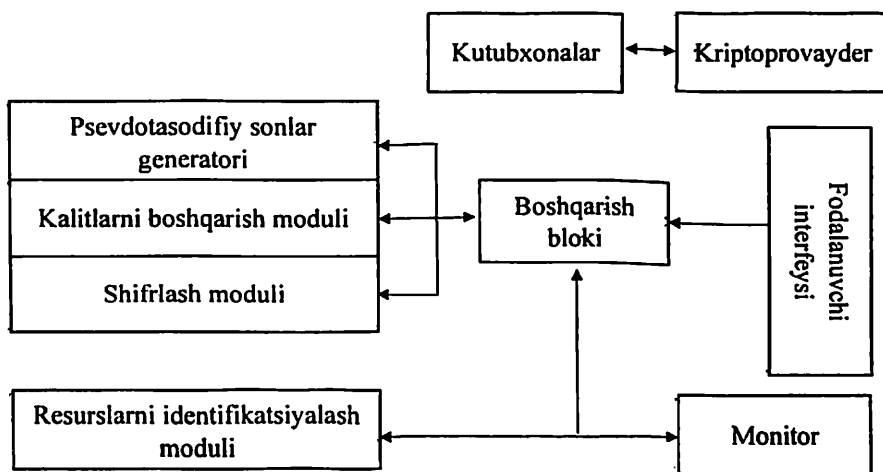 Kutubxonalar
Kriptoprovayder
Psevdotasodifiy sonlar
generatori
Kalitlarni boshqarish moduli
Shifrlash moduli
Boshqarish
bloki
Fodalanuvchi
interfeysi
Resurslarni identifikatsiyalash
moduli
Monitor